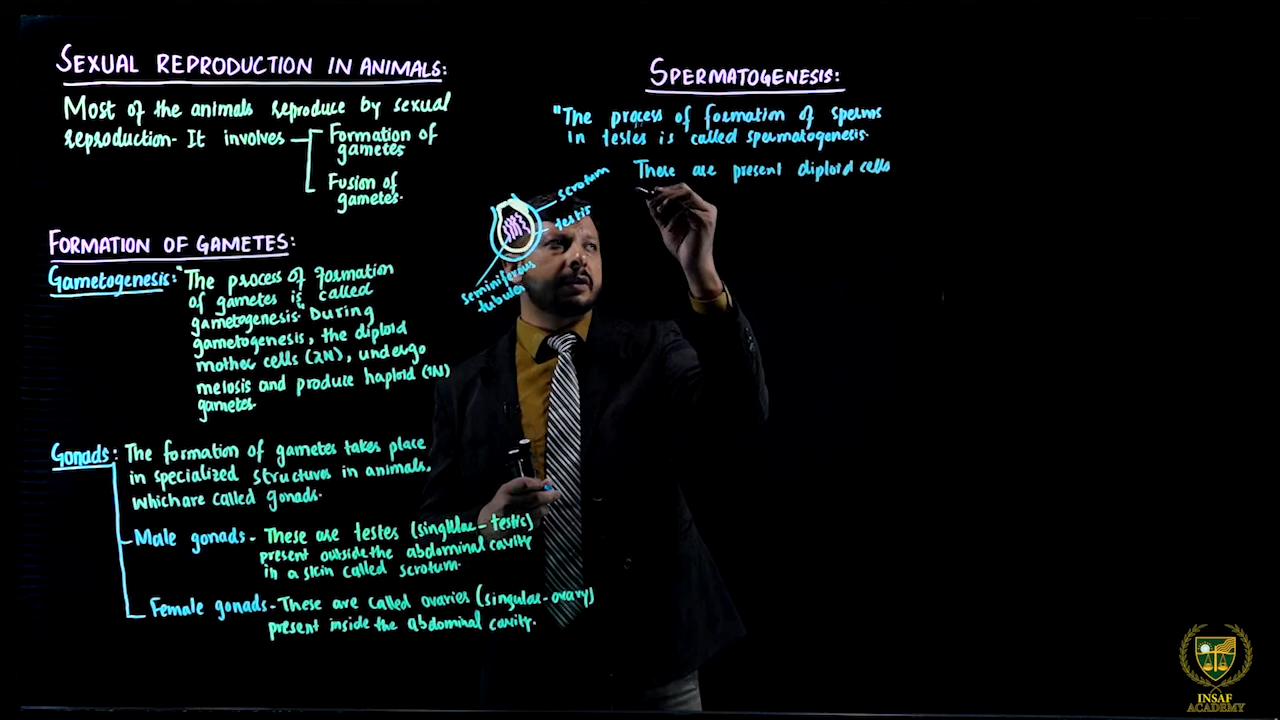 SEXUAL REPRODUCTION IN ANIMALS:
Most of the animals reproduce by sexual
reproduction. It involves
Formation of
gametes
Fusion of
gametes.
FORMATION OF GAMETES:
Gametogenesis: "The process of formation
of gametes is called
gametogenesis." During
gametogenesis, the diploid
mother cells (2N), undergo
meiosis and produce haploid (1N)
gametes.
Gonads: The formation of gametes takes place
in specialized structures in animals,
which are called gonads.
Male gonads - These are testes (singular - testis)
present outside the abdominal cavity
in a skin called scrotum.
Female gonads - These are called ovaries (singular - ovary)
present inside the abdominal cavity.
SPERMATOGENESIS:
"The process of formation of sperms
in testes is called spermatogenesis.
There are present diploid cells
scrotum
testis
seminiferous
tubules
INSAF
ACADEMY